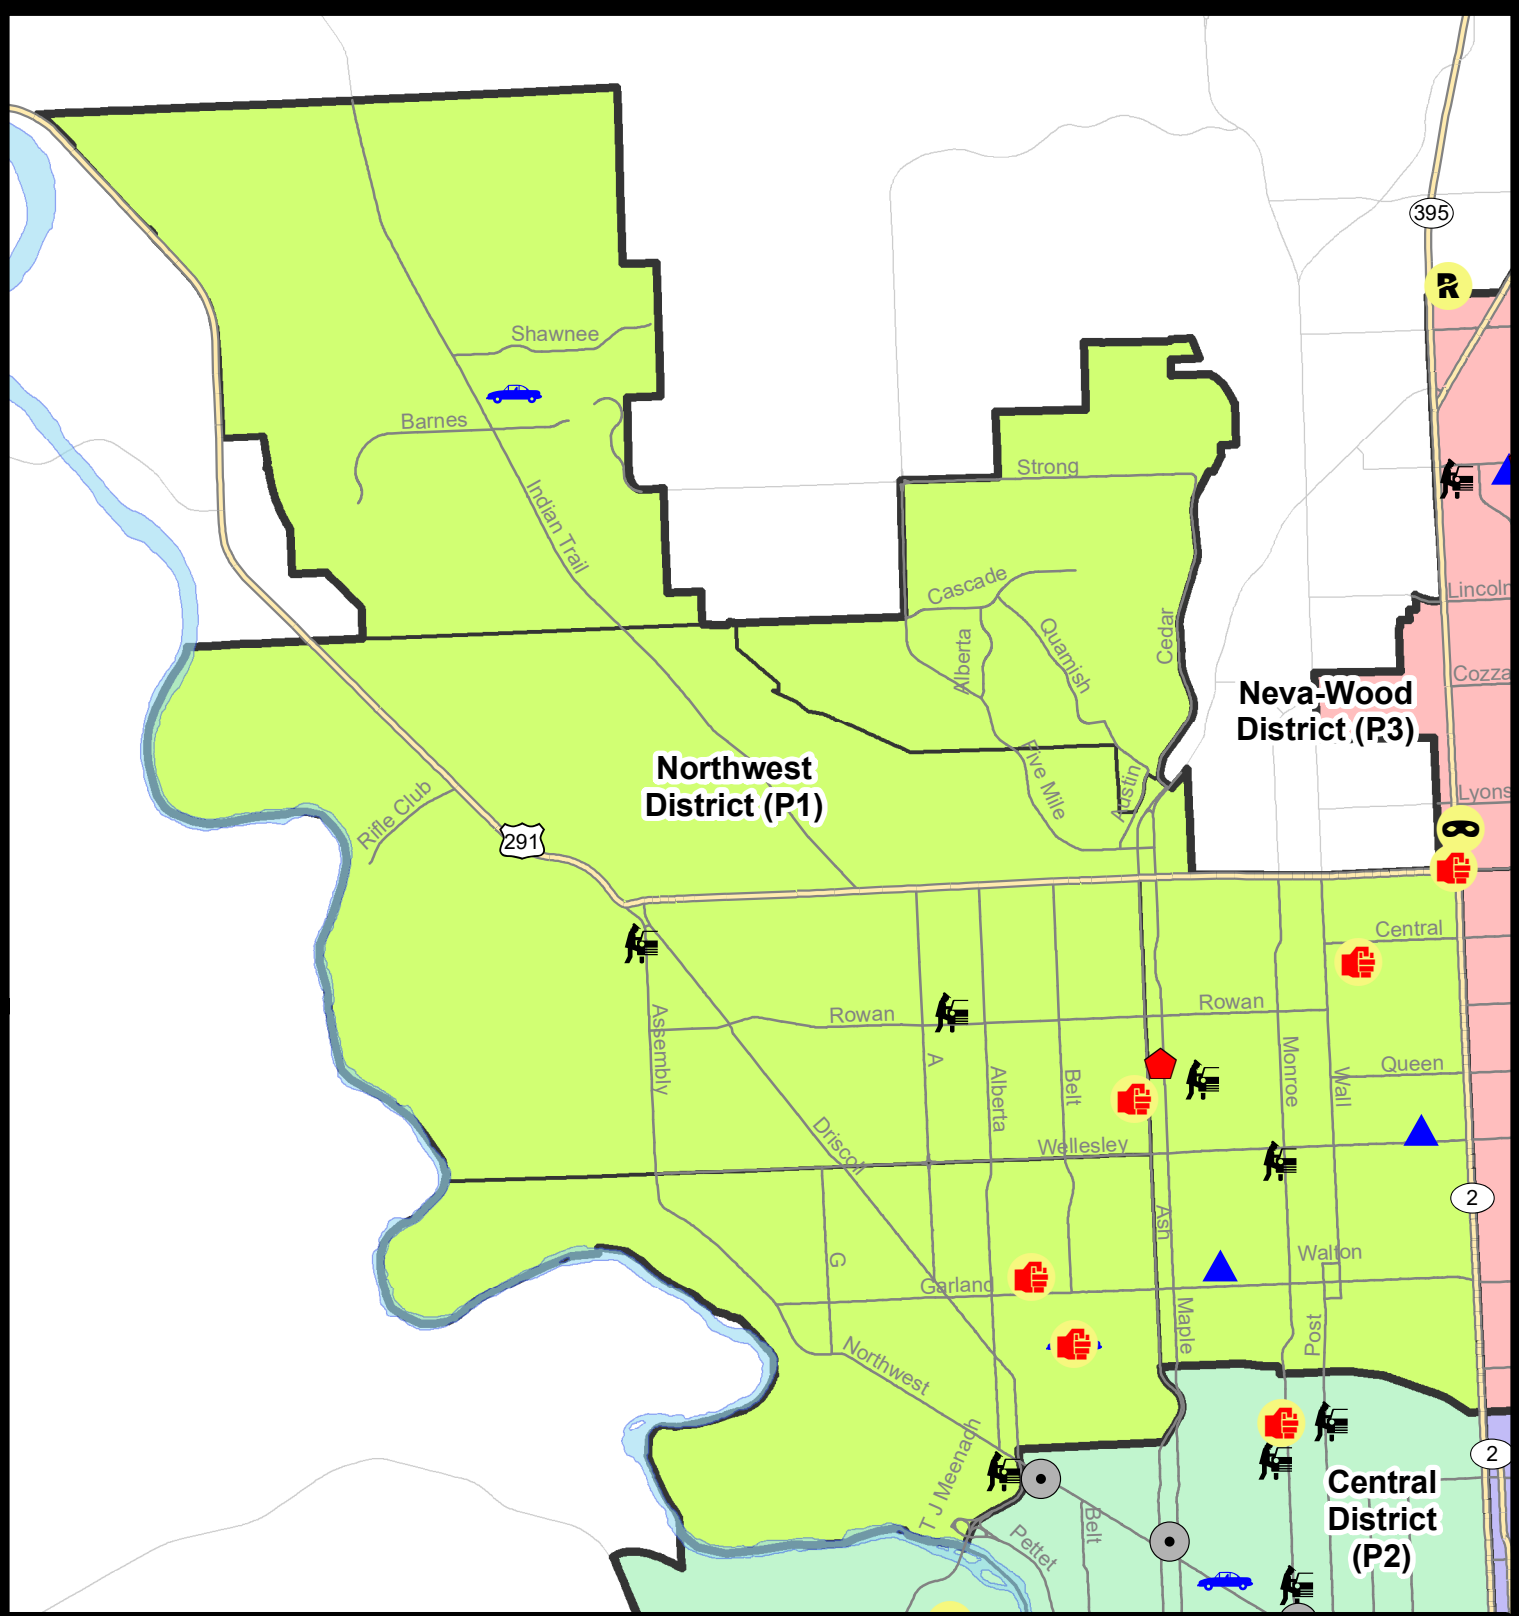 395
R
Shawnee
Barnes
Strong
Indian Trail
Cascade
Lincoln
Alberta
Quamish
Cedar
Cozza
Neva-Wood
District (P3)
Northwest
District (P1)
Five Mile
Austin
Lyons
Rifle Club
291
Central
Rowan
Rowan
Assembly
A
Alberta
Belt
Monroe
Wall
Queen
Driscoll
Wellesley
2
Ash
G
Walton
Garland
Maple
Post
Northwest
T J Meenach
2
Central
District
(P2)
Belt
Pettet